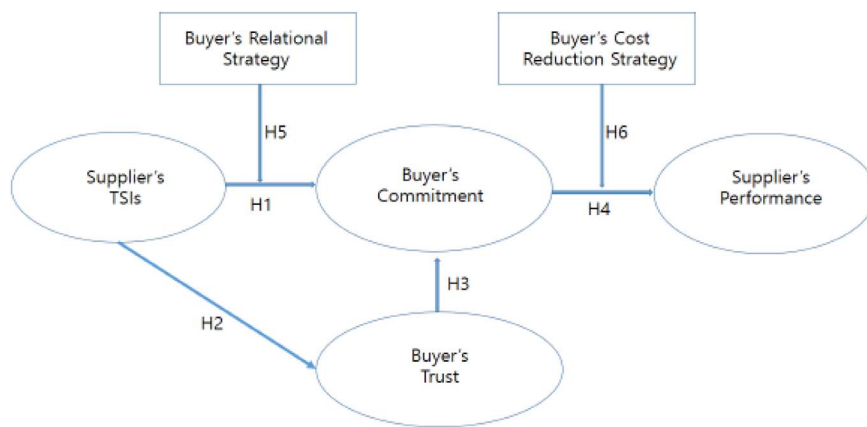 Buyer's Relational
Strategy
Buyer's Cost
Reduction Strategy
H5
H6
Supplier's
TSIs
H1
Buyer's
Commitment
H4
Supplier's
Performance
H2
H3
Buyer's
Trust